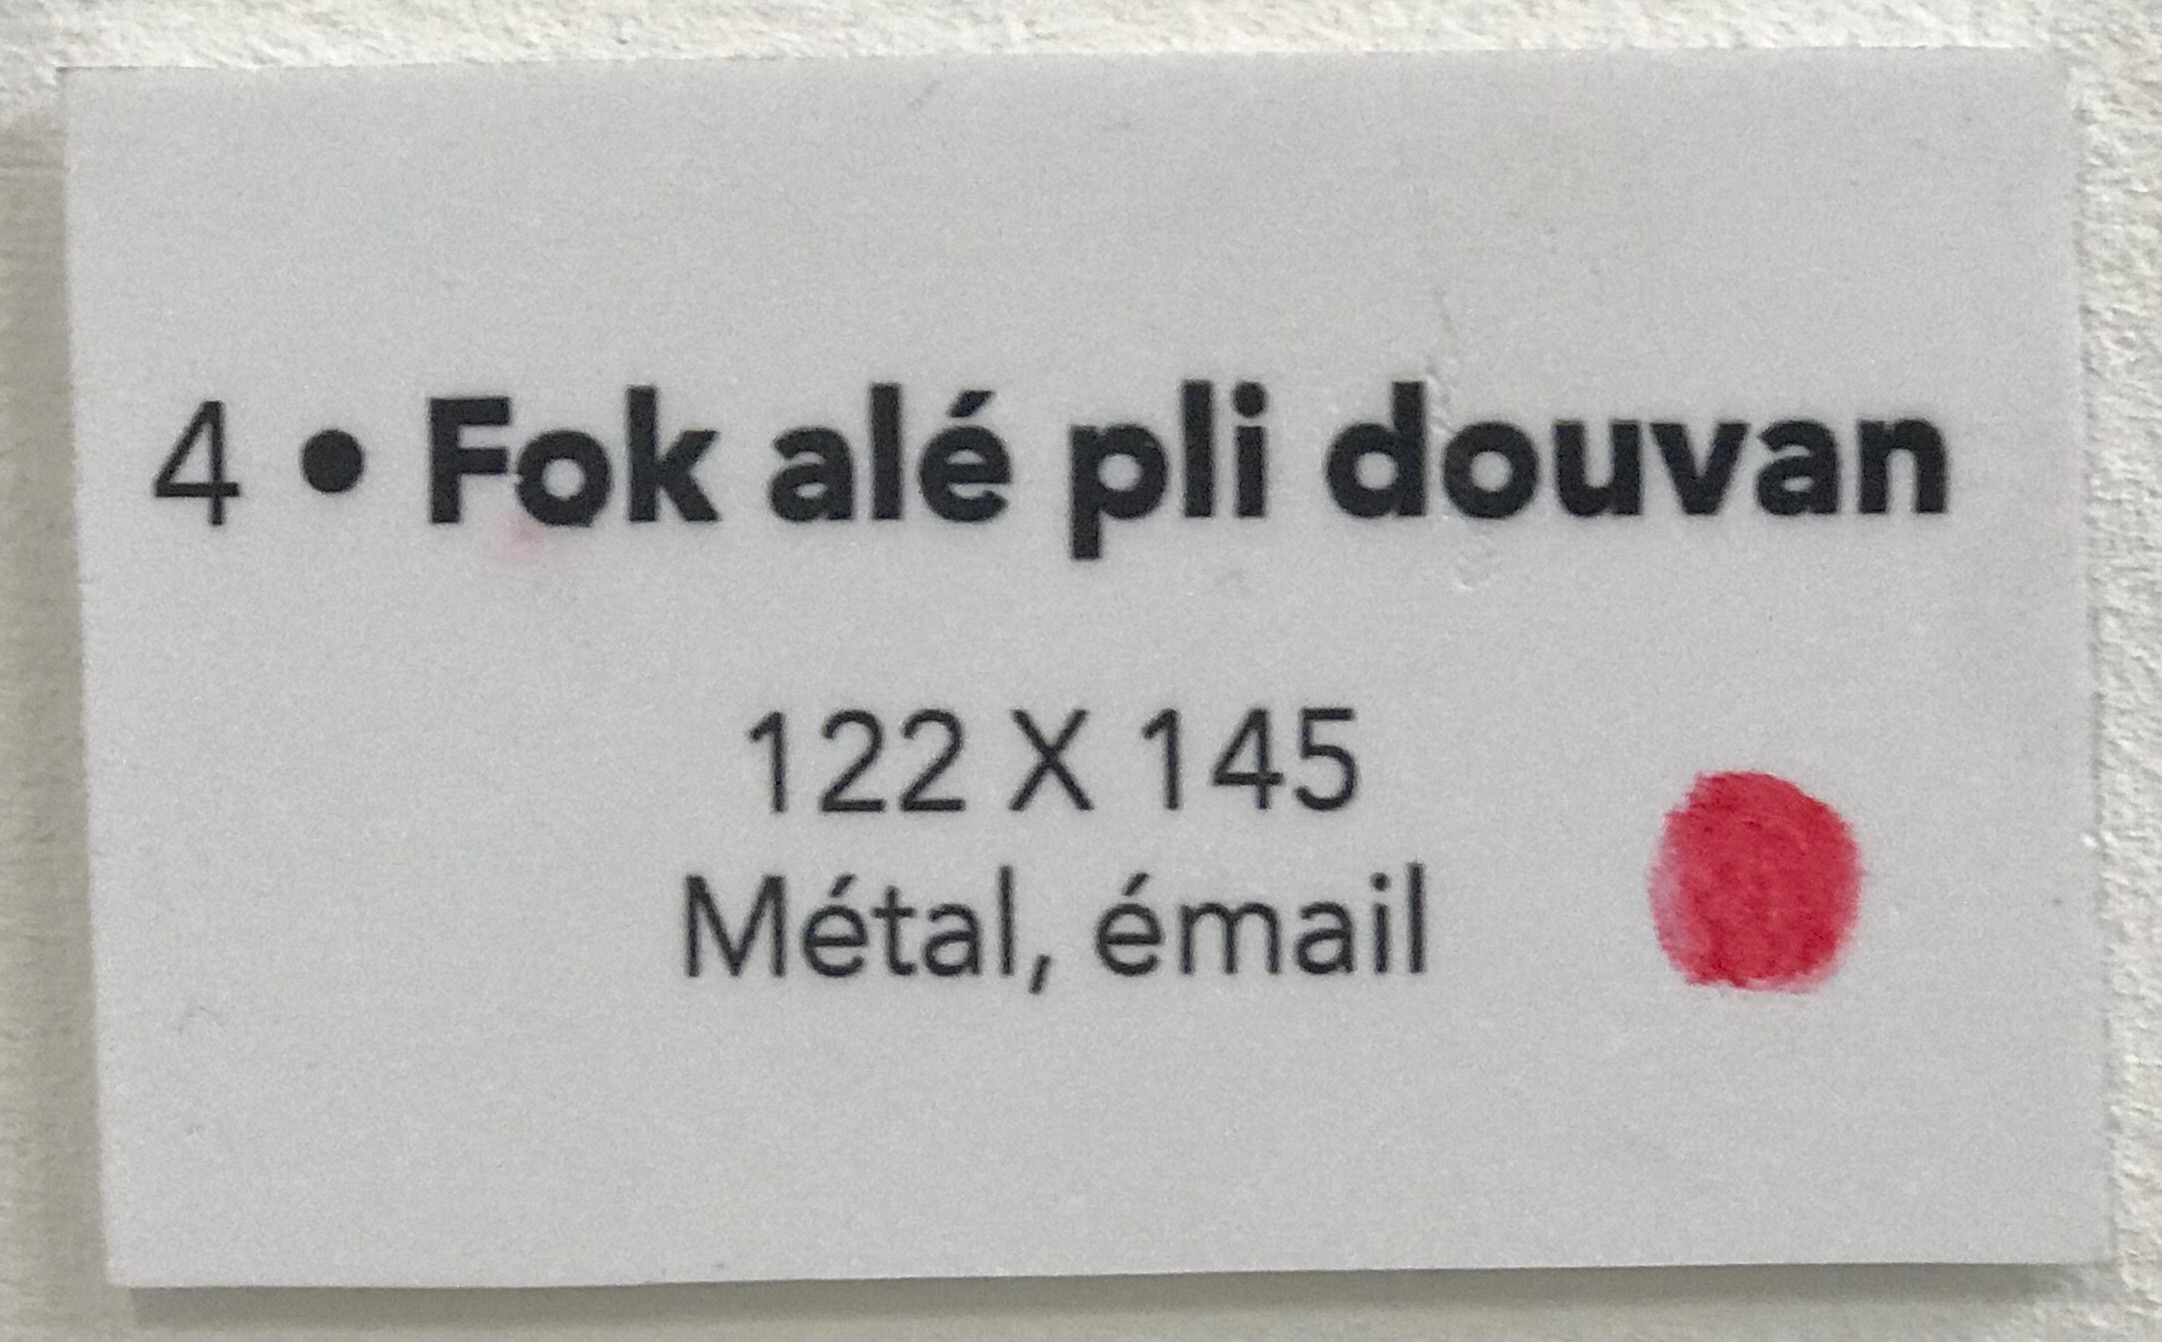 4 • Fok alé pli douvan
122 X 145
Métal, émail